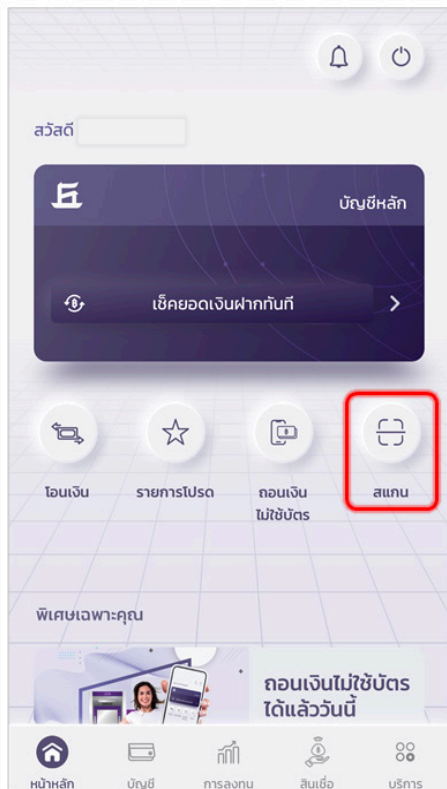 สวัสดี
บัญชีหลัก
เช็คยอดเงินฝากทันที
โอนเงิน
รายการโปรด
ถอนเงิน
ไม่ใช้บัตร
สแกน
พิเศษเฉพาะคุณ
ถอนเงินไม่ใช้บัตร
ได้แล้ววันนี้
หน้าหลัก
บัญชี
การลงทุน
สินเชื่อ
บริการ